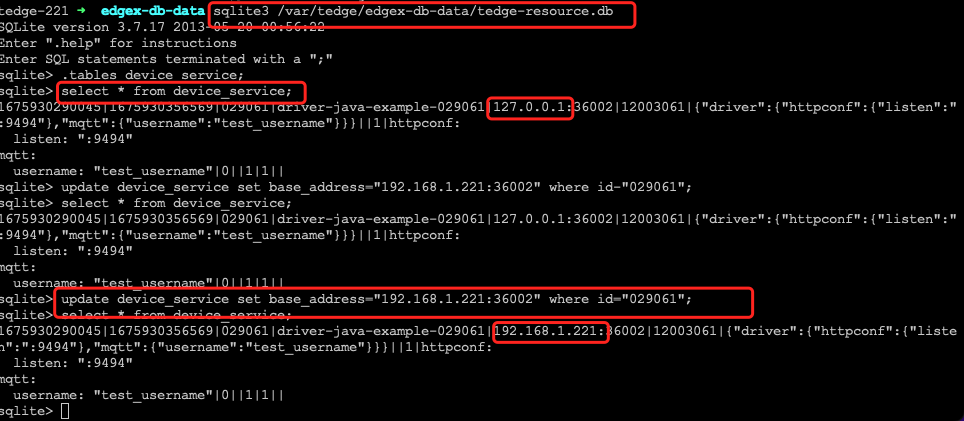 tedge-221 → edgex-db-data sqlite3 /var/tedge/edgex-db-data/tedge-resource.db
SQLite version 3.7.17 2013-05-20 00:56:22
Enter ".help" for instructions
Enter SQL statements terminated with a ";"
sqlite> .tables device service;
sqlite> select * from device_service;
1675930290045|1675930356569|029061|driver-java-example-029061|127.0.0.1:36002|12003061|{"driver":{"httpconf":{"listen":"
:9494"},"mqtt":{"username":"test_username"}}}||1|httpconf:
listen: ":9494"
mqtt:
username: "test_username"|0||1|1||
sqlite> update device_service set base_address="192.168.1.221:36002" where id-"029061";
sqlite> select * from device_service;
1675930290045|1675930356569|029061|driver-java-example-029061|127.0.0.1:36002|12003061|{"driver":{"httpconf":{"listen":"
:9494"},"mqtt":{"username":"test_username"}}}||1|httpconf:
listen: ":9494"
mqtt:
username: "test_username"|0||1|1||
sqlite> update device_service set base_address="192.168.1.221:36002" where id="029061";
sqlite> select * from device_service;
1675930290045|1675930356569|029061|driver-java-example-029061|192.168.1.221:36002|12003061|{"driver":{"httpconf":{"liste
n":":9494"},"mqtt":{"username":"test_username"}}}||1|httpconf:
listen: ":9494"
mqtt:
username: "test_username"|0||1|1||
sqlite>